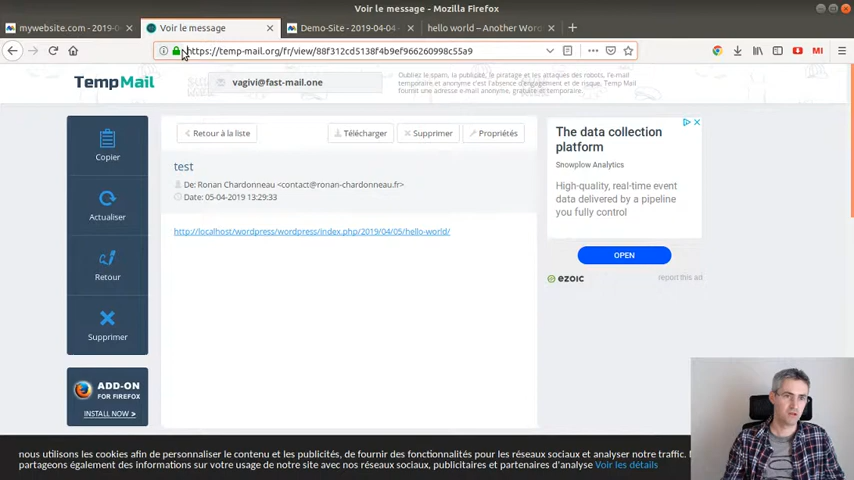 Voir le message - Mozilla Firefox
mywebsite.com - 2019-0
Voir le message
Demo-Site - 2019-04-04 -
hello world – Another Wor
https://temp-mail.org/fr/view/88f312cd5138f4b9ef966260998c55a9
TempMail
vagivi@fast-mail.one
Oubliez le spam, la publicité, le piratage et les attaques des robots, l'e-mail
temporaire et anonyme c'est l'absence d'engagement et de risque, Temp Mail
fournit une adresse e-mail anonyme, gratuite et temporaire.
Copier
Actualiser
Retour
Supprimer
ADD-ON
FOR FIREFOX
INSTALL NOW >
Retour à la liste
Télécharger
Supprimer
Propriétés
test
De: Ronan Chardonneau <contact@ronan-chardonneau.fr>
Date: 05-04-2019 13:29:33
http://localhost/wordpress/wordpress/index.php/2019/04/05/hello-world/
The data collection
platform
Snowplow Analytics
High-quality, real-time event
data delivered by a pipeline
you fully control
OPEN
ezoic
report this ad
nous utilisons les cookies afin de personnaliser le contenu et les publicités, de fournir des fonctionnalités pour les réseaux sociaux et analyser notre traffic.
partageons également des informations sur votre usage de notre site avec nos réseaux sociaux, publicitaires et partenaires d'analyse Voir les détails